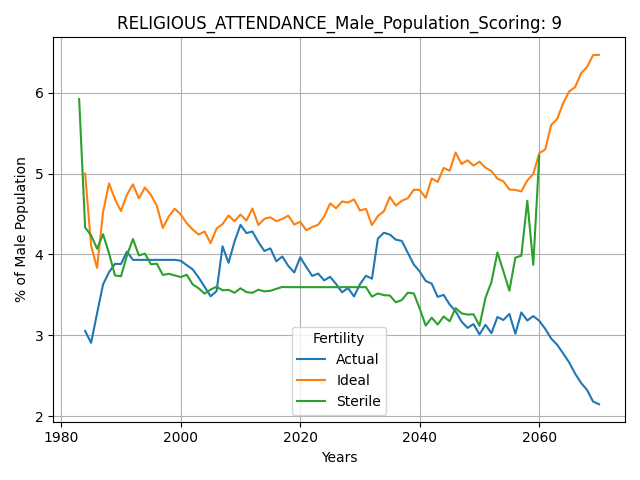 RELIGIOUS_ATTENDANCE_Male_Population_Scoring: 9
% of Male Population
6
5
4
3
2
Fertility
Actual
Ideal
Sterile
1980
2000
2020
2040
2060
Years